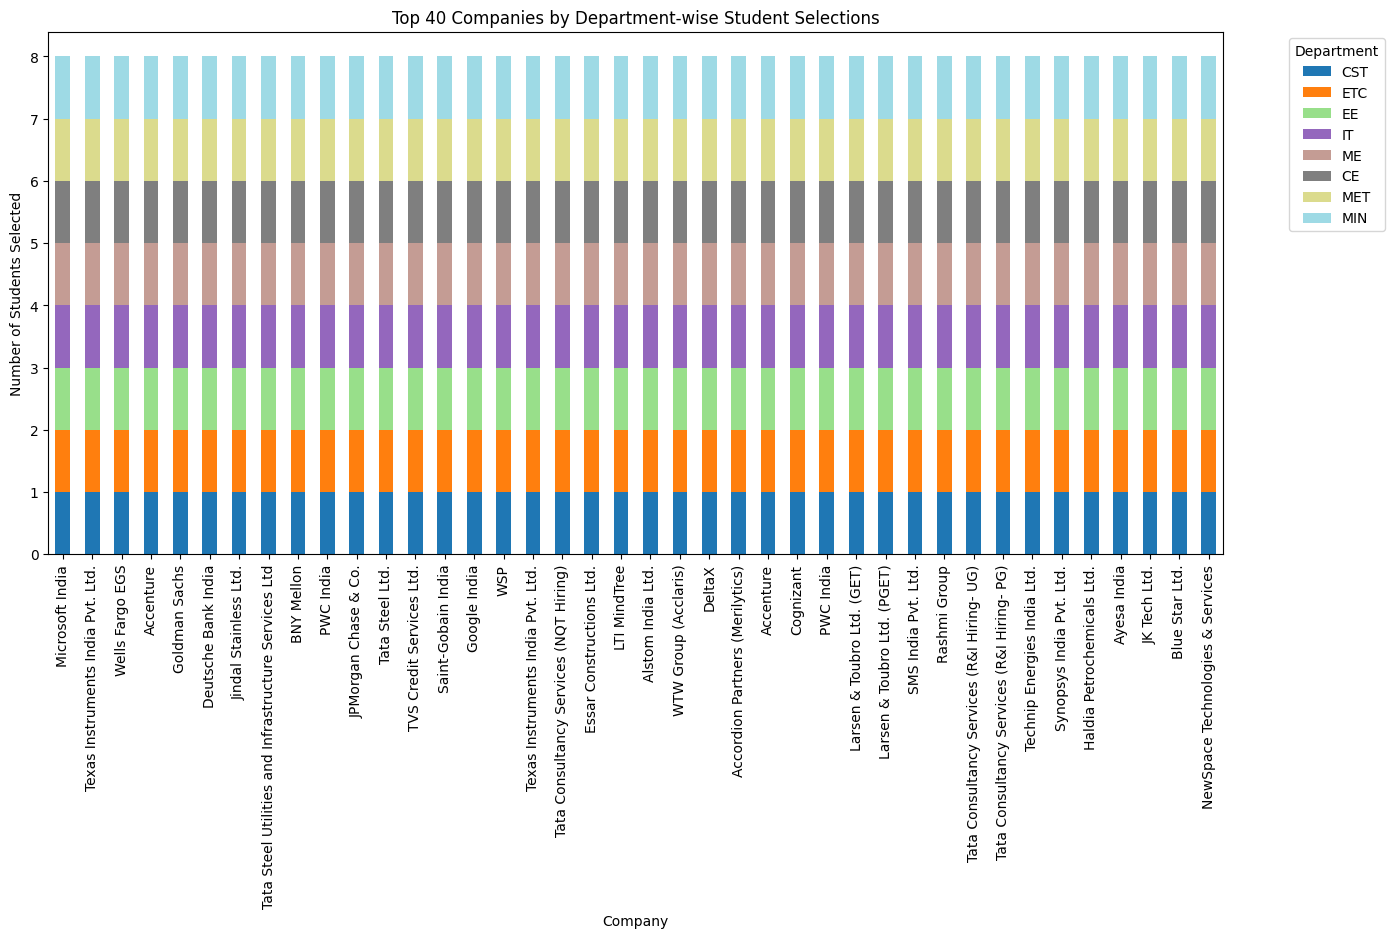 Top 40 Companies by Department-wise Student Selections
Department
CST
ETC
EE
IT
ME
CE
MET
MIN
Number of Students Selected
8
7
6
5
4
3
2
1
0
Microsoft India
Texas Instruments India Pvt. Ltd.
Wells Fargo EGS
Accenture
Goldman Sachs
Deutsche Bank India
Jindal Stainless Ltd.
Tata Steel Utilities and Infrastructure Services Ltd
BNY Mellon
PWC India
JPMorgan Chase & Co.
Tata Steel Ltd.
TVS Credit Services Ltd.
Saint-Gobain India
Google India
WSP
Texas Instruments India Pvt. Ltd.
Tata Consultancy Services (NQT Hiring)
Essar Constructions Ltd.
LTI MindTree
Alstom India Ltd.
WTW Group (Acclaris)
DeltaX
Accordion Partners (Merilytics)
Accenture
Cognizant
PWC India
Larsen & Toubro Ltd. (GET)
Larsen & Toubro Ltd. (PGET)
SMS India Pvt. Ltd.
Rashmi Group
Tata Consultancy Services (R&I Hiring- UG)
Tata Consultancy Services (R&I Hiring- PG)
Technip Energies India Ltd.
Synopsys India Pvt. Ltd.
Haldia Petrochemicals Ltd.
Ayesa India
JK Tech Ltd.
Blue Star Ltd.
NewSpace Technologies & Services
Company